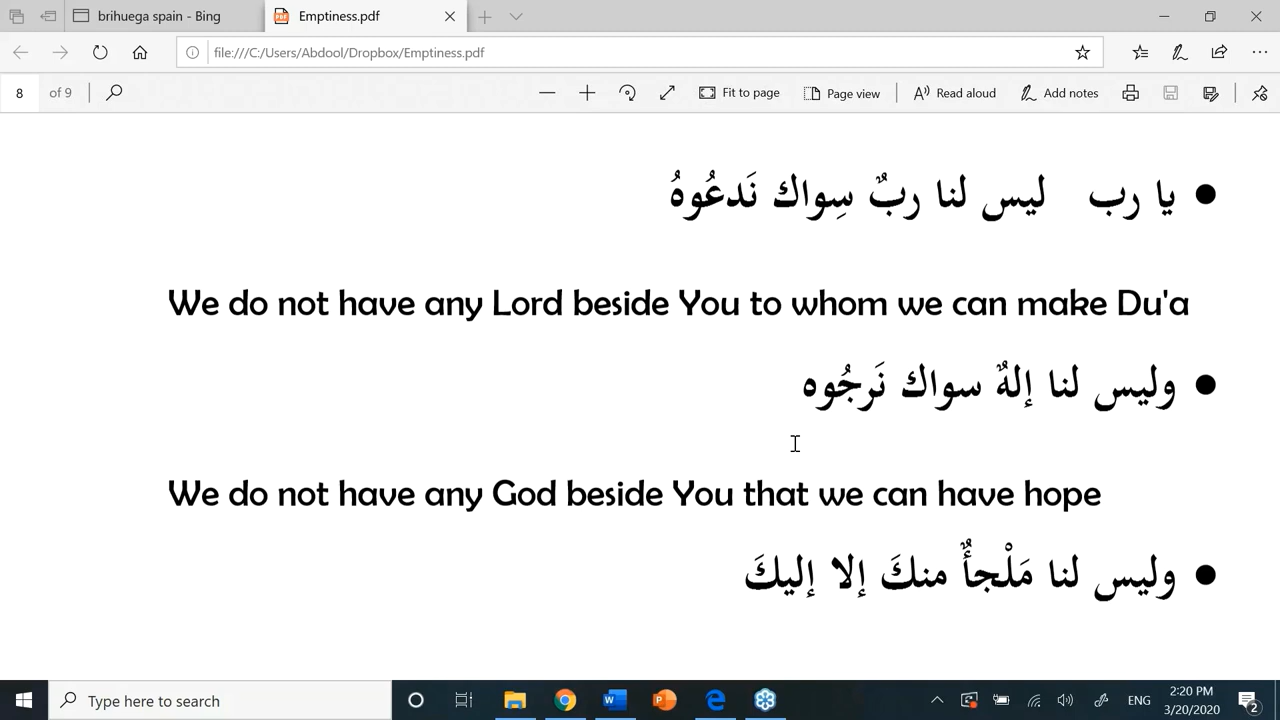 brihuega spain - Bing
Emptiness.pdf
file:///C:/Users/Abdool/Dropbox/Emptiness.pdf
8 of 9
Fit to page
Page view
Read aloud
Add notes
● يا رب ليس لنا ربٌ سِواك نَدعُوهُ
We do not have any Lord beside You to whom we can make Du'a
● وليس لنا إلهٌ سواك نَرجُوه
We do not have any God beside You that we can have hope
● وليس لنا مَلْجأٌ منكَ إلا إليكَ
Type here to search
ENG
2:20 PM
3/20/2020
2